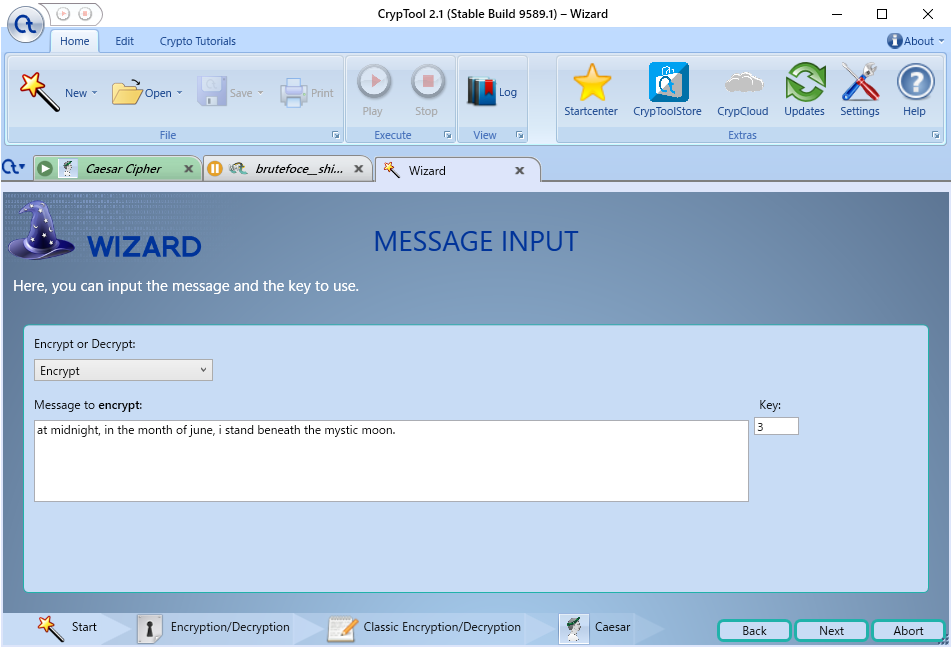 CrypTool 2.1 (Stable Build 9589.1) – Wizard
Home Edit Crypto Tutorials About
New Open Save Print Play Stop Log Startcenter CrypToolStore CrypCloud Updates Settings Help
File Execute View Extras
Caesar Cipher bruteforce_shi... Wizard
WIZARD
MESSAGE INPUT
Here, you can input the message and the key to use.
Encrypt or Decrypt:
Encrypt
Message to encrypt: Key:
at midnight, in the month of june, i stand beneath the mystic moon. 3
Start Encryption/Decryption Classic Encryption/Decryption Caesar Back Next Abort